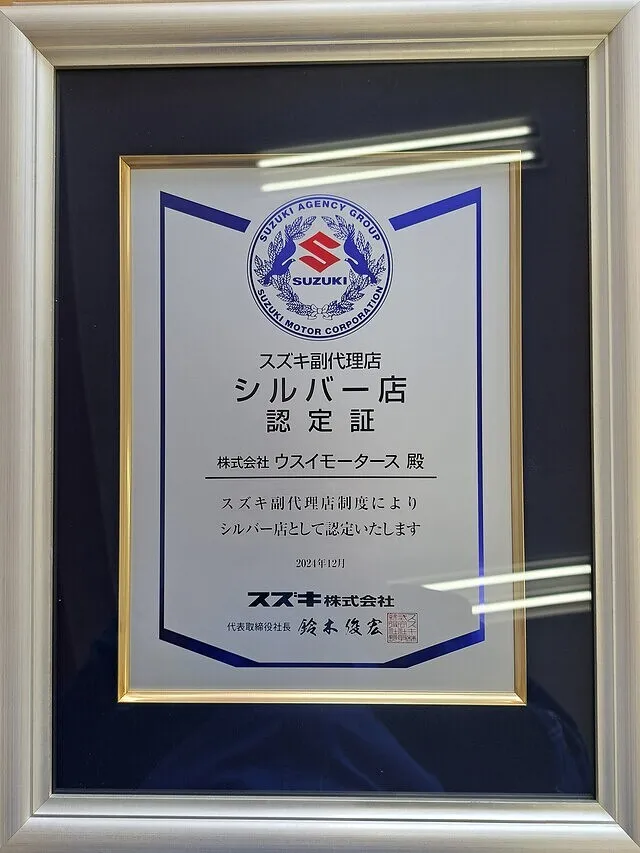 SUZUKI AGENCY GROUP
SUZUKI
SUZUKI MOTOR CORPORATION
スズキ副代理店
シルバー店
認定証
株式会社 ウスイモータース 殿
スズキ副代理店制度により
シルバー店として認定いたします
2024年12月
スズキ株式会社
代表取締役社長 鈴木俊宏